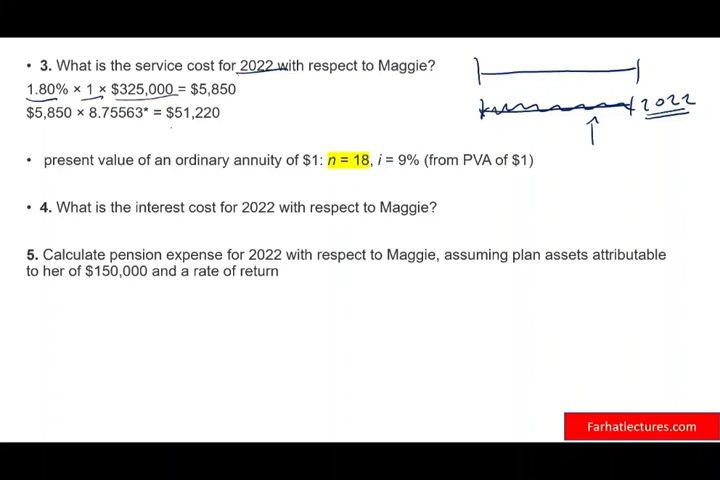 • 3. What is the service cost for 2022 with respect to Maggie?
1.80% × 1 × $325,000 = $5,850
$5,850 × 8.75563* = $51,220
2022
• present value of an ordinary annuity of $1: n = 18, i = 9% (from PVA of $1)
• 4. What is the interest cost for 2022 with respect to Maggie?
5. Calculate pension expense for 2022 with respect to Maggie, assuming plan assets attributable
to her of $150,000 and a rate of return
Farhatlectures.com